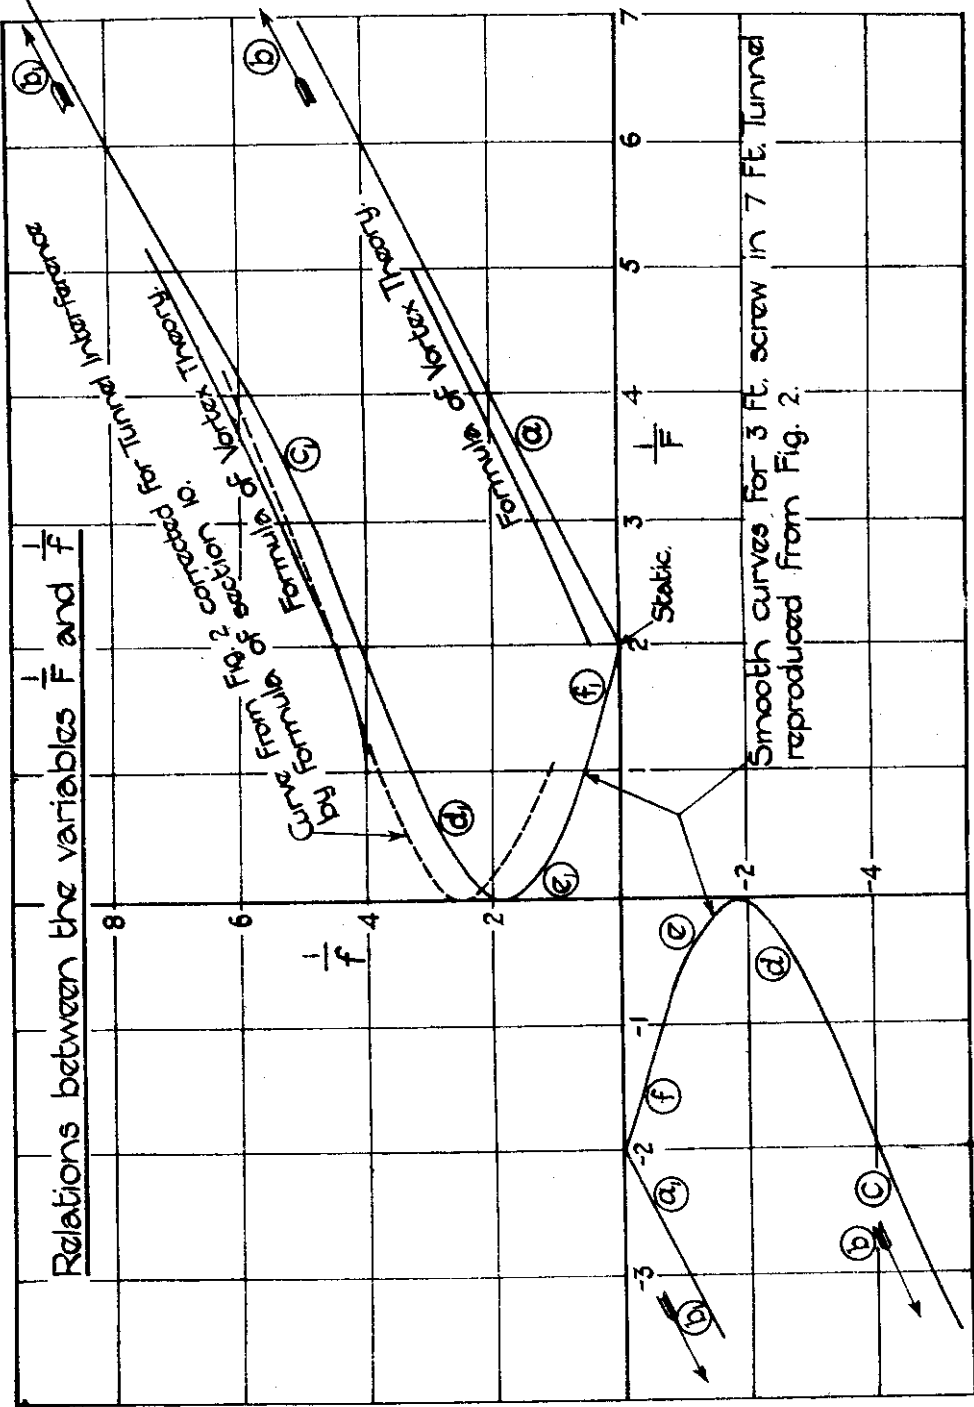 Relations between the variables 1/F and 1/f
Curve from Fig. 2 corrected for Tunnel Interference
by Formula of section 10.
Formula of Vortex Theory.
Formula of Vortex Theory.
b₁
b
c₁
d₁
e₁
f₁
a
8
6
4
2
1/f
-2
-4
-3
-2
-1
1
2
3
4
5
6
7
1/F
Static.
e
d
f
a₁
b₁
b
c
Smooth curves for 3 Ft. screw in 7 Ft. Tunnel
reproduced from Fig. 2.